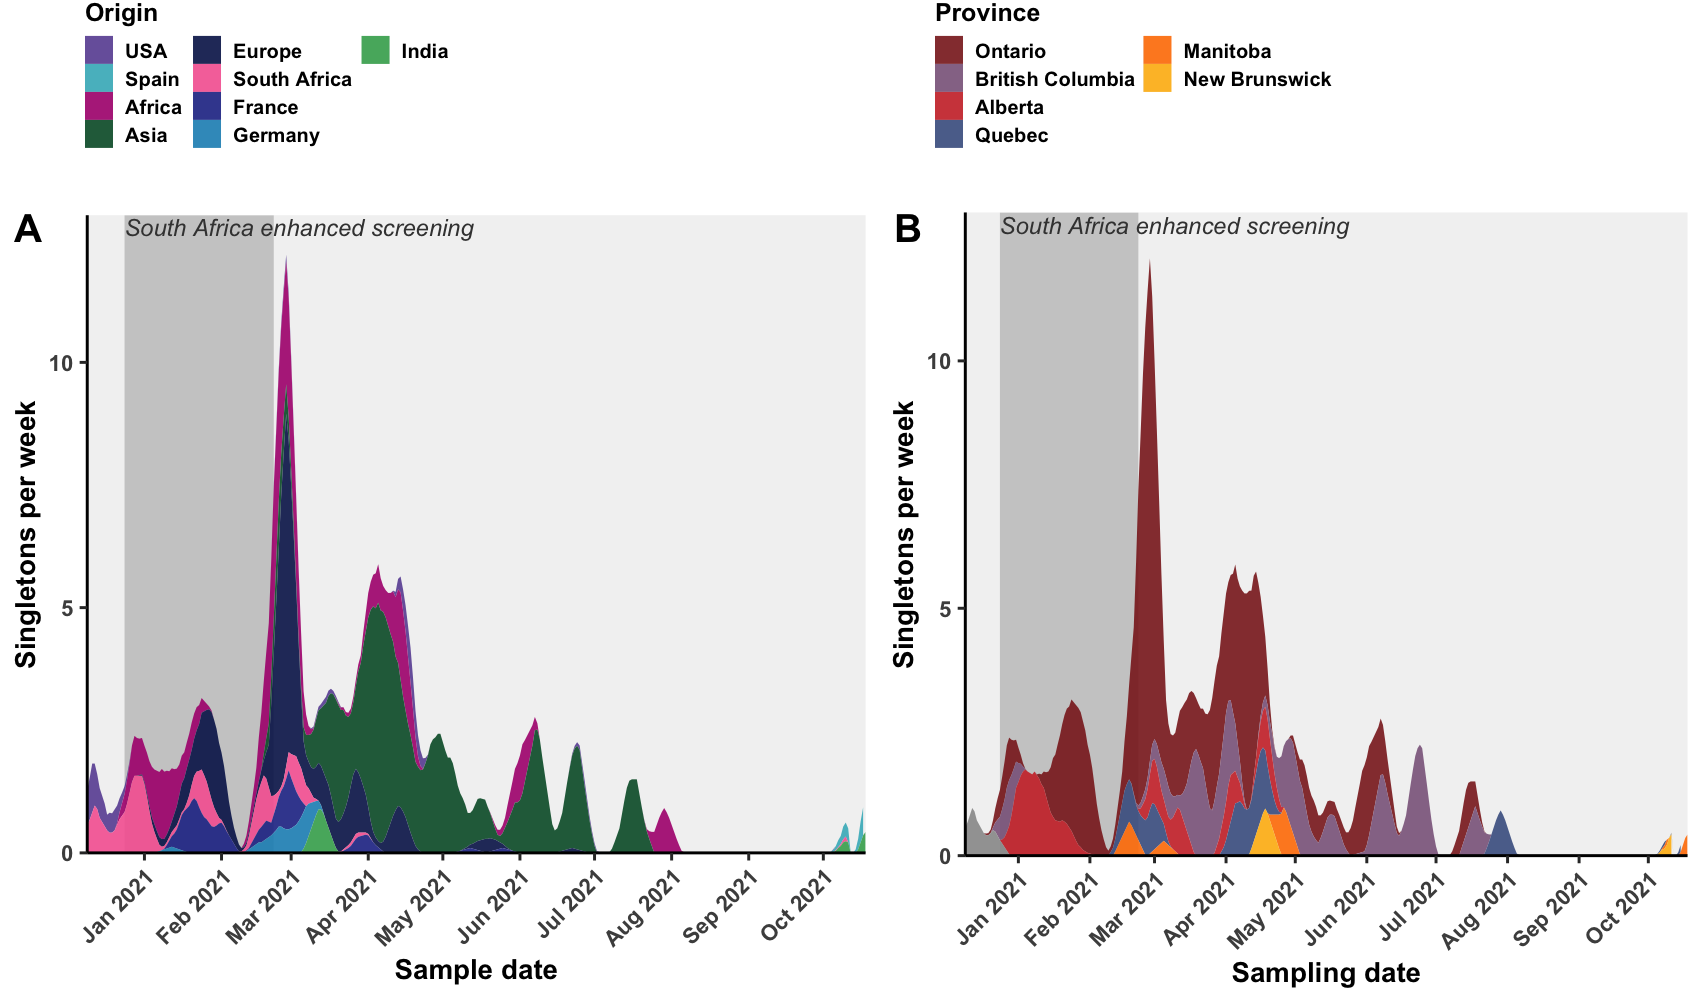 Origin
USA
Spain
Africa
Asia
Europe
South Africa
France
Germany
India
A
South Africa enhanced screening
Singletons per week
10
5
0
Jan 2021
Feb 2021
Mar 2021
Apr 2021
May 2021
Jun 2021
Jul 2021
Aug 2021
Sep 2021
Oct 2021
Sample date
Province
Ontario
British Columbia
Alberta
Quebec
Manitoba
New Brunswick
B
South Africa enhanced screening
Singletons per week
10
5
0
Jan 2021
Feb 2021
Mar 2021
Apr 2021
May 2021
Jun 2021
Jul 2021
Aug 2021
Sep 2021
Oct 2021
Sampling date